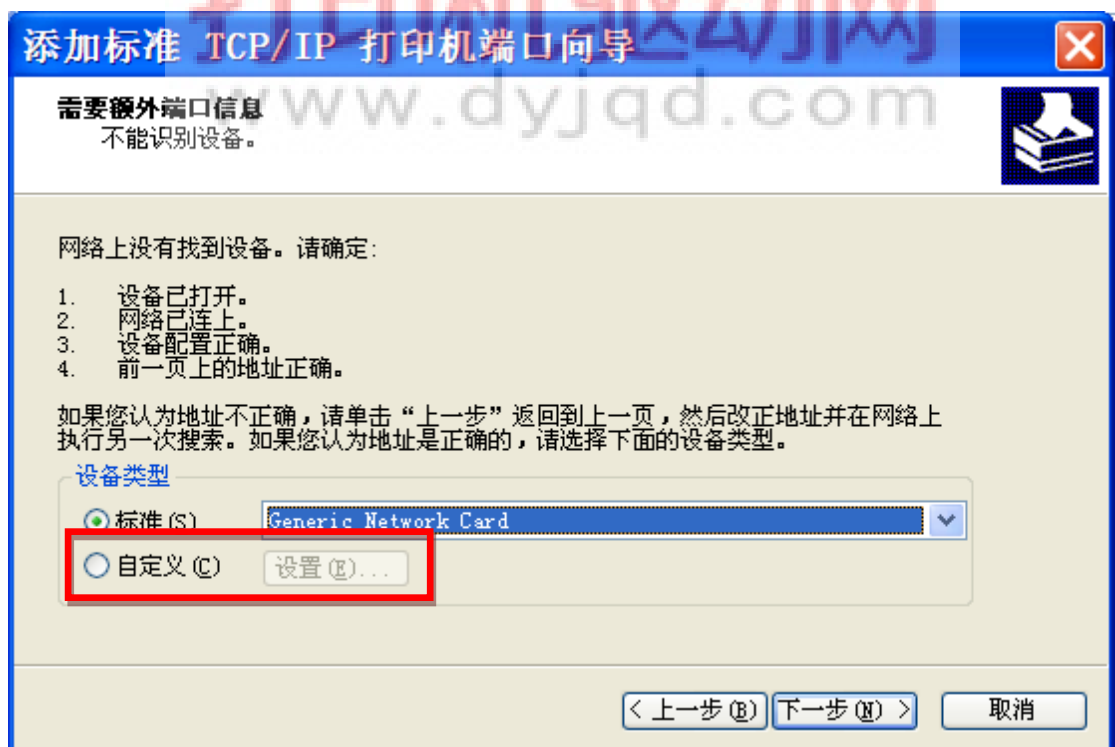 打印机驱动网
添加标准 TCP/IP 打印机端口向导
www.dyjqd.com
需要额外端口信息
不能识别设备。
网络上没有找到设备。请确定:
1. 设备已打开。
2. 网络已连上。
3. 设备配置正确。
4. 前一页上的地址正确。
如果您认为地址不正确，请单击“上一步”返回到上一页，然后改正地址并在网络上
执行另一次搜索。如果您认为地址是正确的，请选择下面的设备类型。
设备类型
标准(S) Generic Network Card
自定义(C) 设置(E)...
< 上一步(B) 下一步(N) > 取消